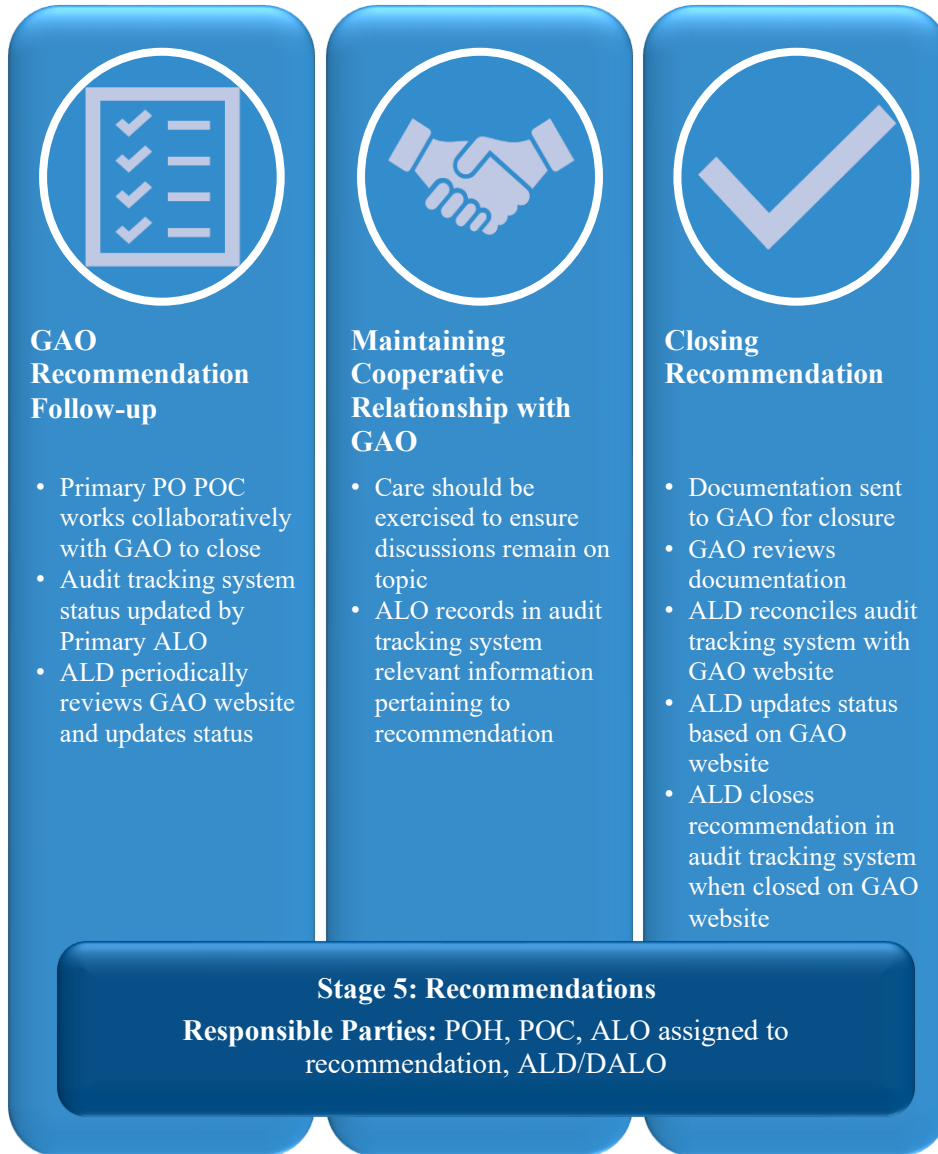 GAO
Recommendation
Follow-up
• Primary PO POC
works collaboratively
with GAO to close
• Audit tracking system
status updated by
Primary ALO
• ALD periodically
reviews GAO website
and updates status
Maintaining
Cooperative
Relationship with
GAO
• Care should be
exercised to ensure
discussions remain on
topic
• ALO records in audit
tracking system
relevant information
pertaining to
recommendation
Closing
Recommendation
• Documentation sent
to GAO for closure
• GAO reviews
documentation
• ALD reconciles audit
tracking system with
GAO website
• ALD updates status
based on GAO
website
• ALD closes
recommendation in
audit tracking system
when closed on GAO
website
Stage 5: Recommendations
Responsible Parties: POH, POC, ALO assigned to
recommendation, ALD/DALO